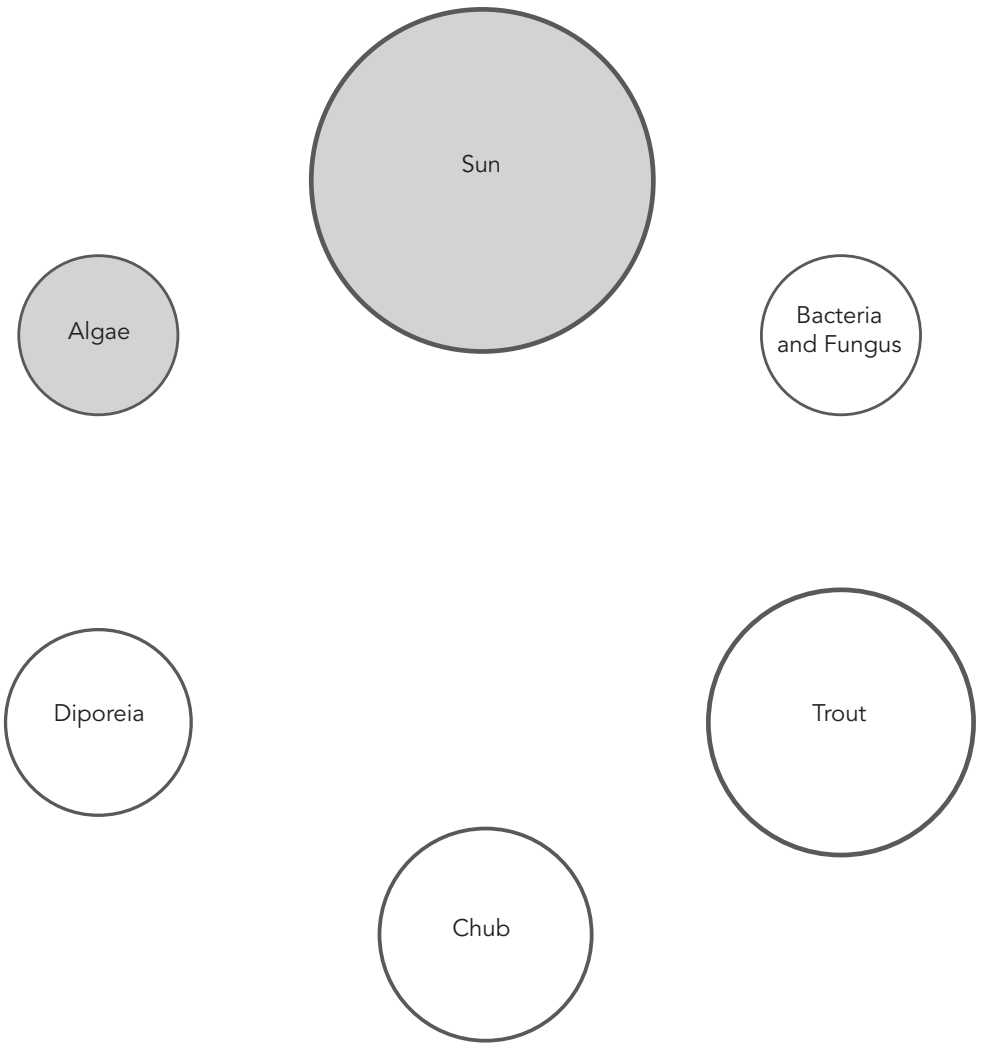 Sun
Algae
Bacteria
and Fungus
Diporeia
Trout
Chub